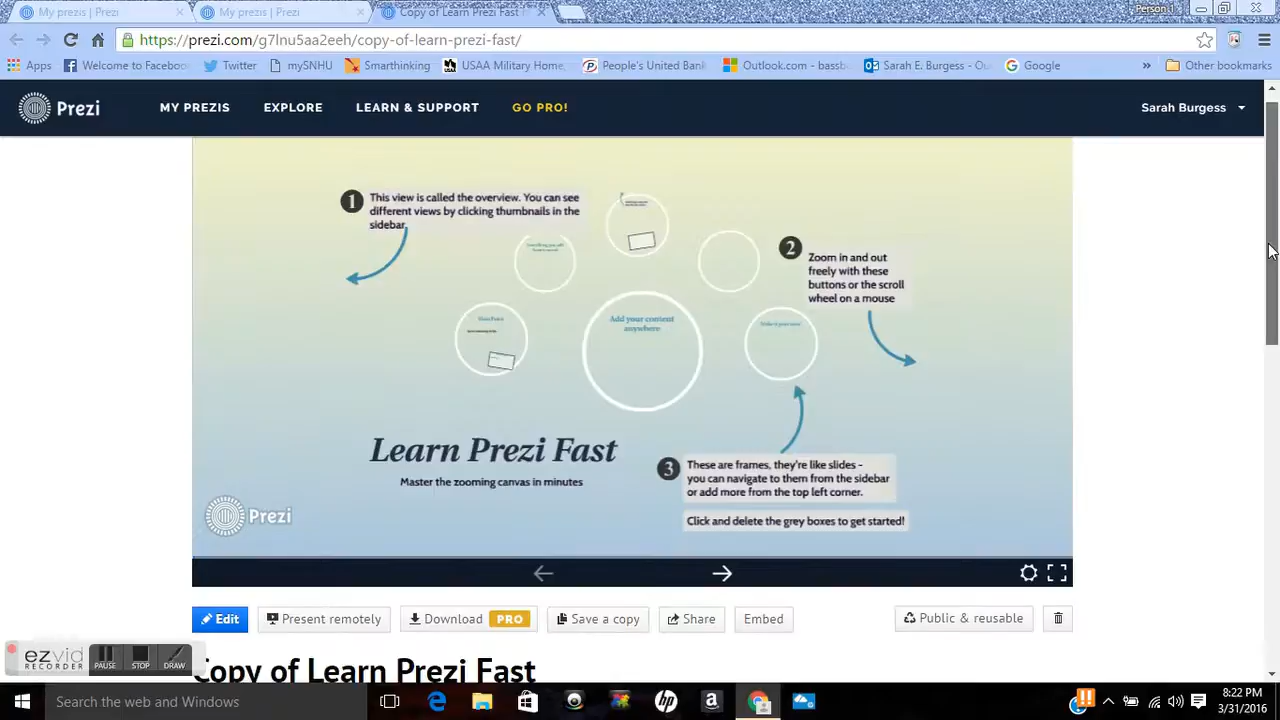 My prezis | Prezi
My prezis | Prezi
Copy of Learn Prezi Fast
Person 1
https://prezi.com/g7lnu5aa2eeh/copy-of-learn-prezi-fast/
Apps
Welcome to Faceboo
Twitter
mySNHU
Smarthinking
USAA Military Home,
People's United Bank
Outlook.com - bassb
Sarah E. Burgess - Ou
Google
»
Other bookmarks
Prezi
MY PREZIS
EXPLORE
LEARN & SUPPORT
GO PRO!
Sarah Burgess
1
This view is called the overview. You can see
different views by clicking thumbnails in the
sidebar
2
Zoom in and out
freely with these
buttons or the scroll
wheel on a mouse
Add your content
anywhere
Learn Prezi Fast
Master the zooming canvas in minutes
3
These are frames, they're like slides -
you can navigate to them from the sidebar
or add more from the top left corner.
Click and delete the grey boxes to get started!
Prezi
Edit
Present remotely
Download PRO
Save a copy
Share
Embed
Public & reusable
ezvid
RECORDER
PAUSE
STOP
DRAW
Copy of Learn Prezi Fast
Search the web and Windows
8:22 PM
3/31/2016